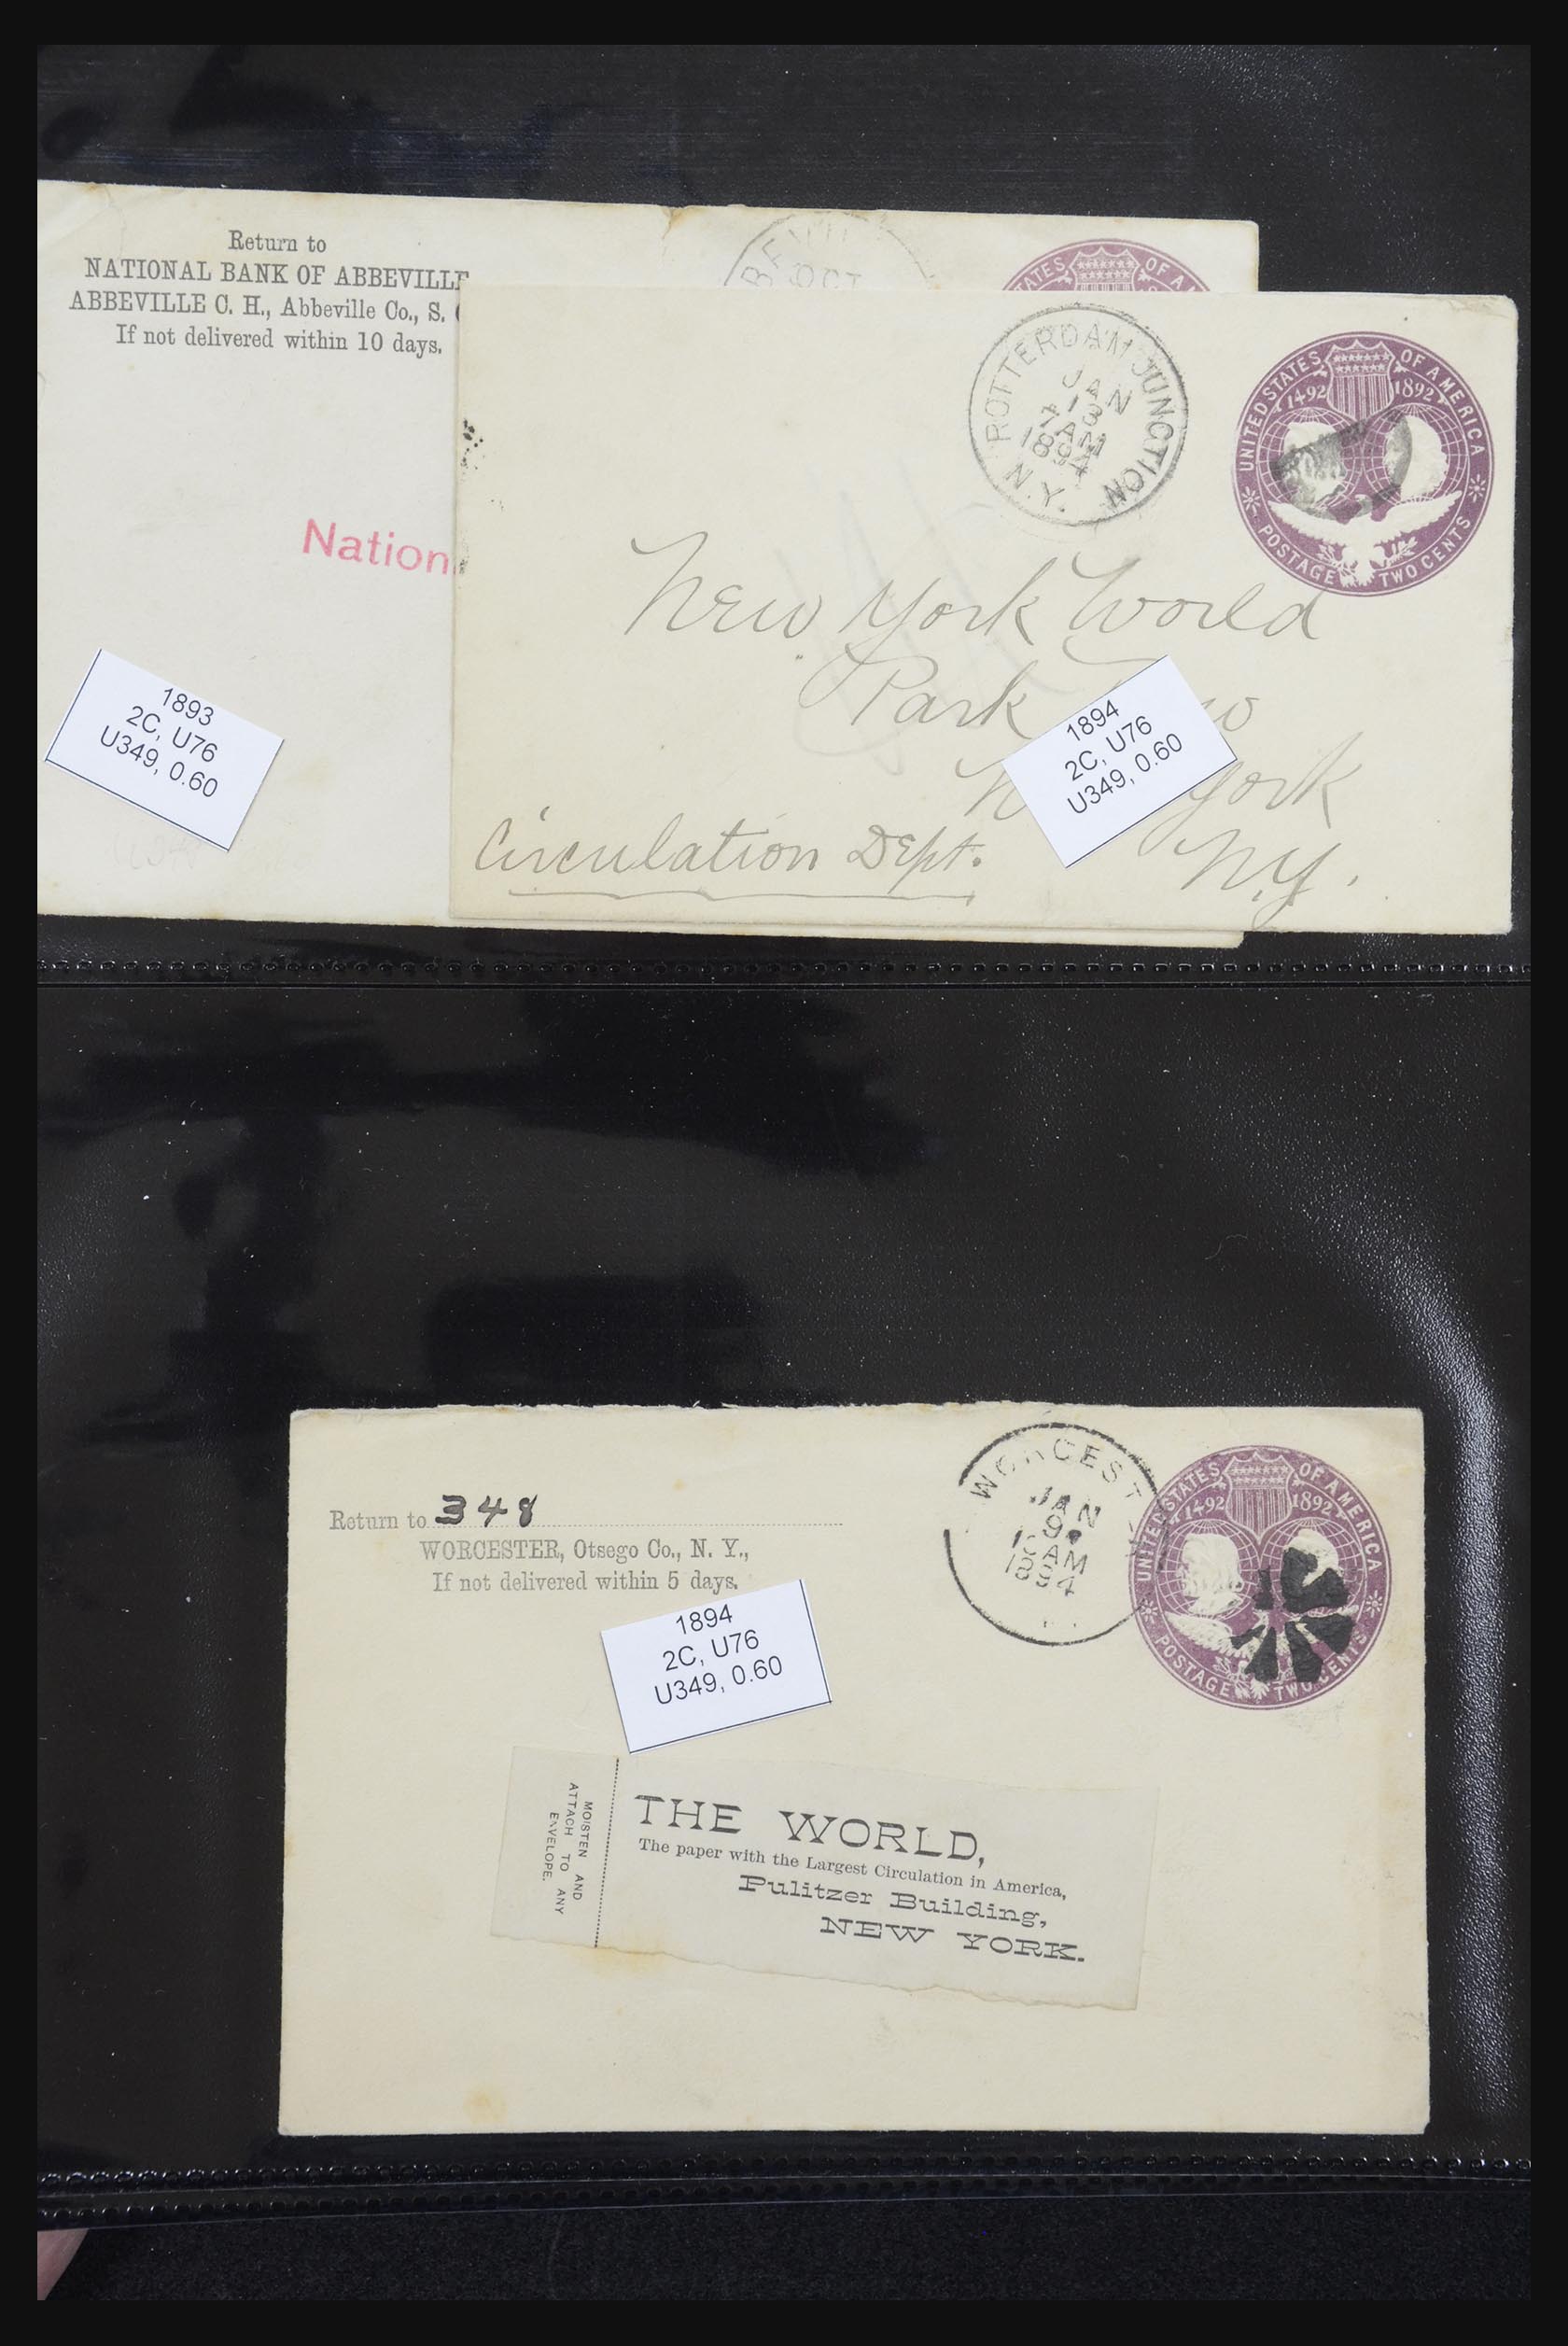 Return to
NATIONAL BANK OF ABBEVILLE
ABBEVILLE C. H., Abbeville Co., S.
If not delivered within 10 days.
OCT
OF
Nation
1893
2C, U76
U349, 0.60
ROTTERDAM JUNCTION
JAN
13
7AM
1894
N.Y.
UNITED STATES OF AMERICA
1492 1892
POSTAGE TWO CENTS
New York World
Park
York
N.Y.
Circulation Dept.
1894
2C, U76
U349, 0.60
Return to 348
WORCESTER, Otsego Co., N. Y.,
If not delivered within 5 days.
JAN
9
AM
1894
UNITED STATES OF AMERICA
1492 1892
POSTAGE TWO CENTS
1894
2C, U76
U349, 0.60
MOISTEN AND
ATTACH TO ANY
ENVELOPE.
THE WORLD,
The paper with the Largest Circulation in America,
Pulitzer Building,
NEW YORK.